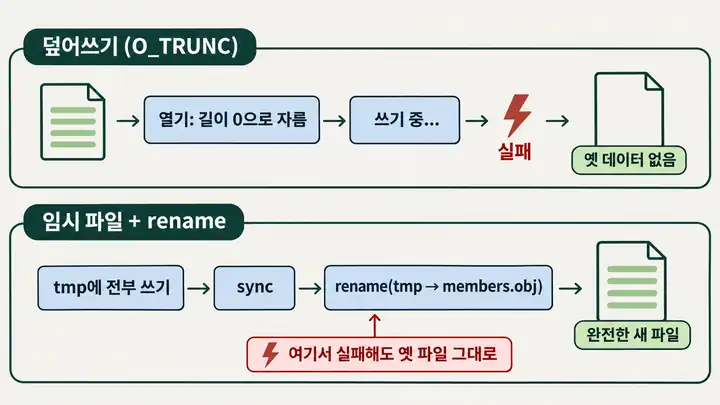 덮어쓰기 (O_TRUNC)
열기: 길이 0으로 자름
쓰기 중...
실패
옛 데이터 없음
임시 파일 + rename
tmp에 전부 쓰기
sync
rename(tmp → members.obj)
완전한 새 파일
여기서 실패해도 옛 파일 그대로